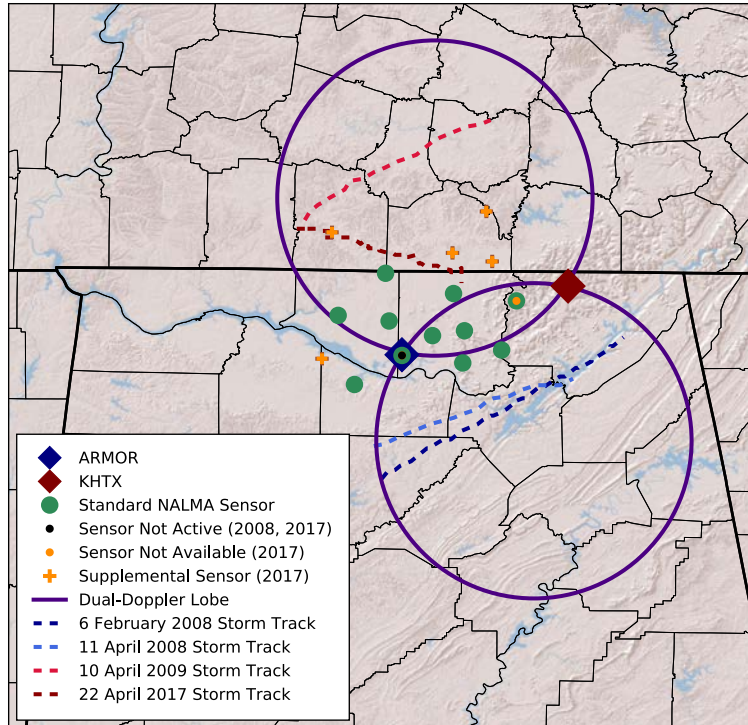 ARMOR
KHTX
Standard NALMA Sensor
Sensor Not Active (2008, 2017)
Sensor Not Available (2017)
Supplemental Sensor (2017)
Dual-Doppler Lobe
6 February 2008 Storm Track
11 April 2008 Storm Track
10 April 2009 Storm Track
22 April 2017 Storm Track